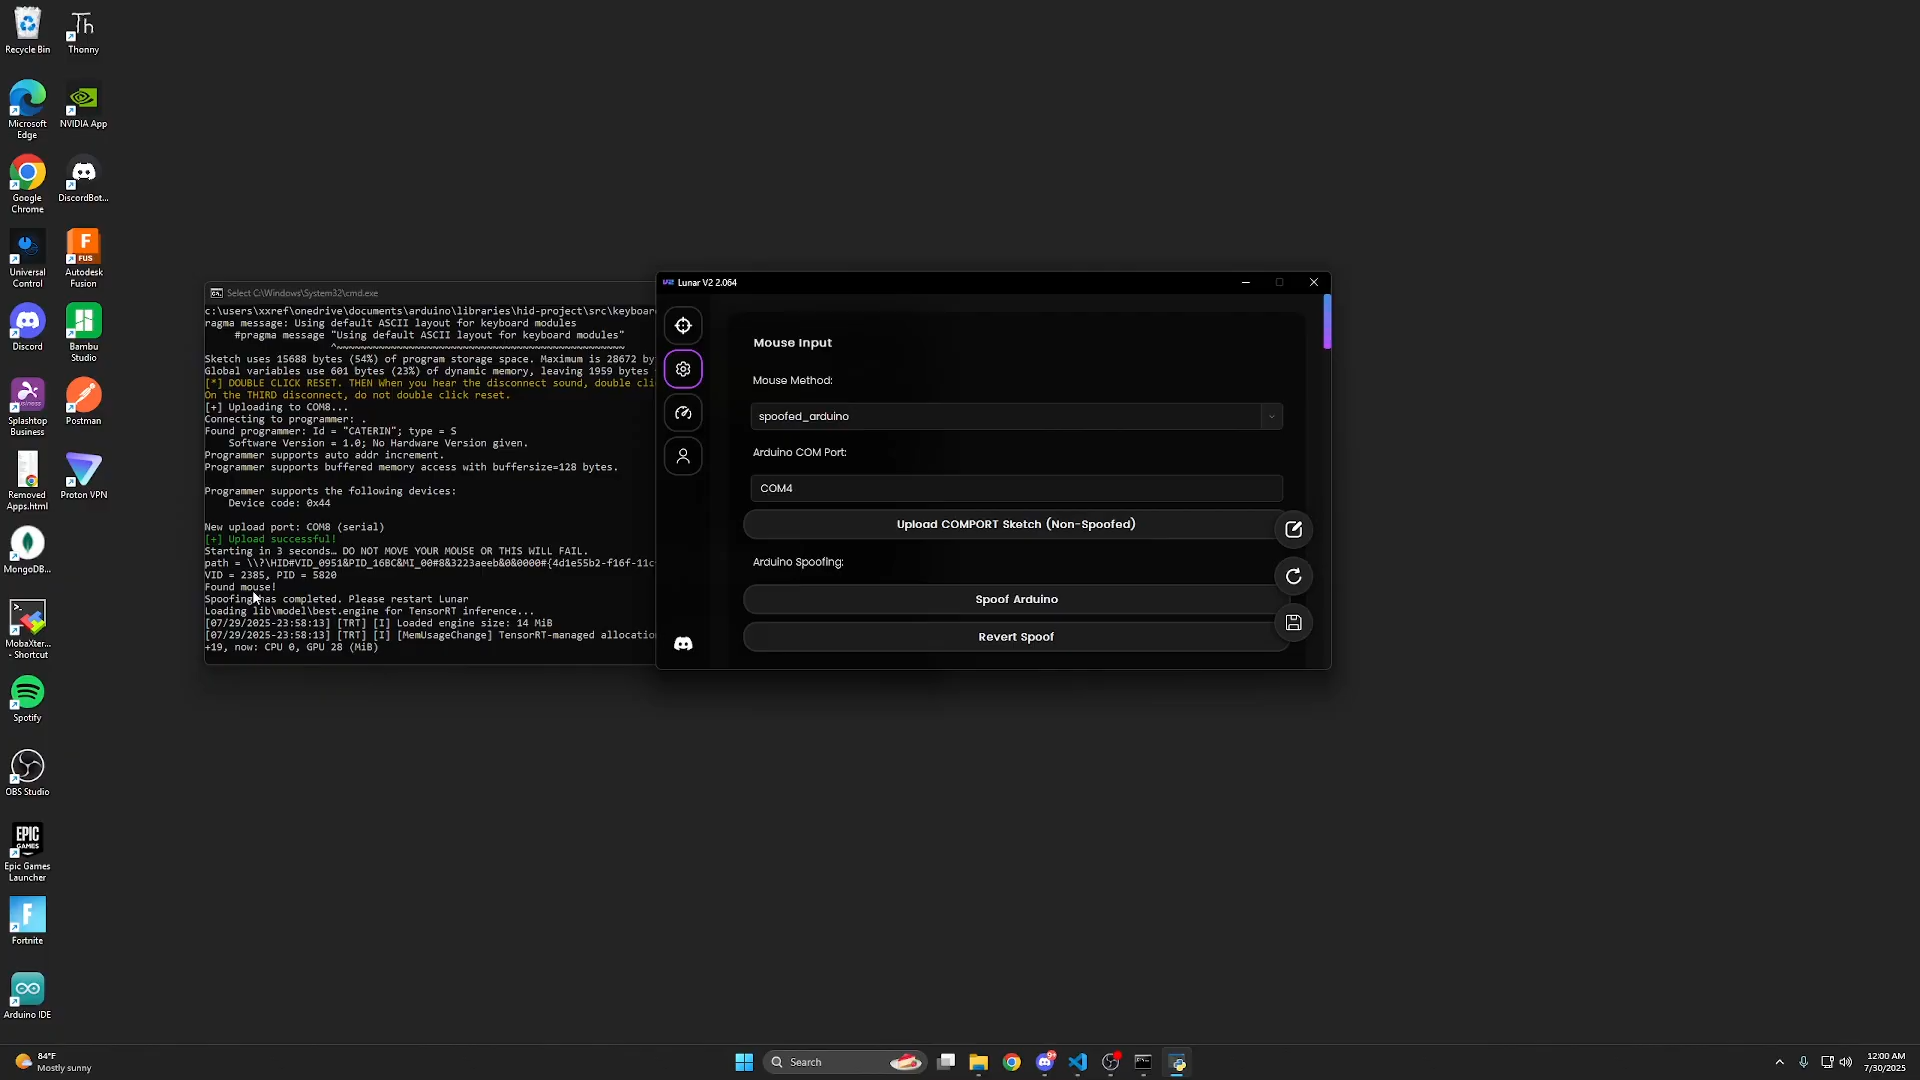 Recycle Bin
Thonny
Microsoft
Edge
NVIDIA App
Google
Chrome
DiscordBot...
Universal
Control
Autodesk
Fusion
Discord
Bambu
Studio
Splashtop
Business
Postman
Removed
Apps.html
Proton VPN
MongoDB...
MobaXter...
- Shortcut
Spotify
OBS Studio
Epic Games
Launcher
Fortnite
Arduino IDE
Select C:\Windows\System32\cmd.exe
c:\users\xxref\onedrive\documents\arduino\libraries\hid-project\src\keyboar
ragma message: Using default ASCII layout for keyboard modules
#pragma message "Using default ASCII layout for keyboard modules"
^~~~~~~~~~~~~~~~~~~~~~~~~~~~~~~~~~~~~~~~~~~~~~~~~
Sketch uses 15688 bytes (54%) of program storage space. Maximum is 28672 by
Global variables use 601 bytes (23%) of dynamic memory, leaving 1959 bytes
[*] DOUBLE CLICK RESET. THEN When you hear the disconnect sound, double cli
On the THIRD disconnect, do not double click reset.
[+] Uploading to COM8...
Connecting to programmer: .
Found programmer: Id = "CATERIN"; type = S
Software Version = 1.0; No Hardware Version given.
Programmer supports auto addr increment.
Programmer supports buffered memory access with buffersize=128 bytes.
Programmer supports the following devices:
Device code: 0x44
New upload port: COM8 (serial)
[+] Upload successful!
Starting in 3 seconds… DO NOT MOVE YOUR MOUSE OR THIS WILL FAIL.
path = \\?\HID#VID_0951&PID_16BC&MI_00#8&3223aeeb&0&0000#{4d1e55b2-f16f-11c
VID = 2385, PID = 5820
Found mouse!
Spoofing has completed. Please restart Lunar
Loading lib\model\best.engine for TensorRT inference...
[07/29/2025-23:58:13] [TRT] [I] Loaded engine size: 14 MiB
[07/29/2025-23:58:13] [TRT] [I] [MemUsageChange] TensorRT-managed allocatio
+19, now: CPU 0, GPU 28 (MiB)
V2 Lunar V2 2.064
Mouse Input
Mouse Method:
spoofed_arduino
Arduino COM Port:
COM4
Upload COMPORT Sketch (Non-Spoofed)
Arduino Spoofing:
Spoof Arduino
Revert Spoof
84°F
Mostly sunny
Search
12:00 AM
7/30/2025